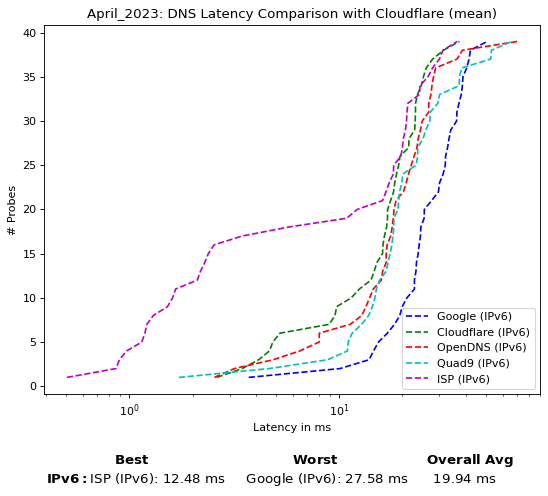 April_2023: DNS Latency Comparison with Cloudflare (mean)
40
35
30
25
20
15
10
5
0
# Probes
Google (IPv6)
Cloudflare (IPv6)
OpenDNS (IPv6)
Quad9 (IPv6)
ISP (IPv6)
10⁰ 10¹
Latency in ms
Best Worst Overall Avg
IPv6: ISP (IPv6): 12.48 ms Google (IPv6): 27.58 ms 19.94 ms